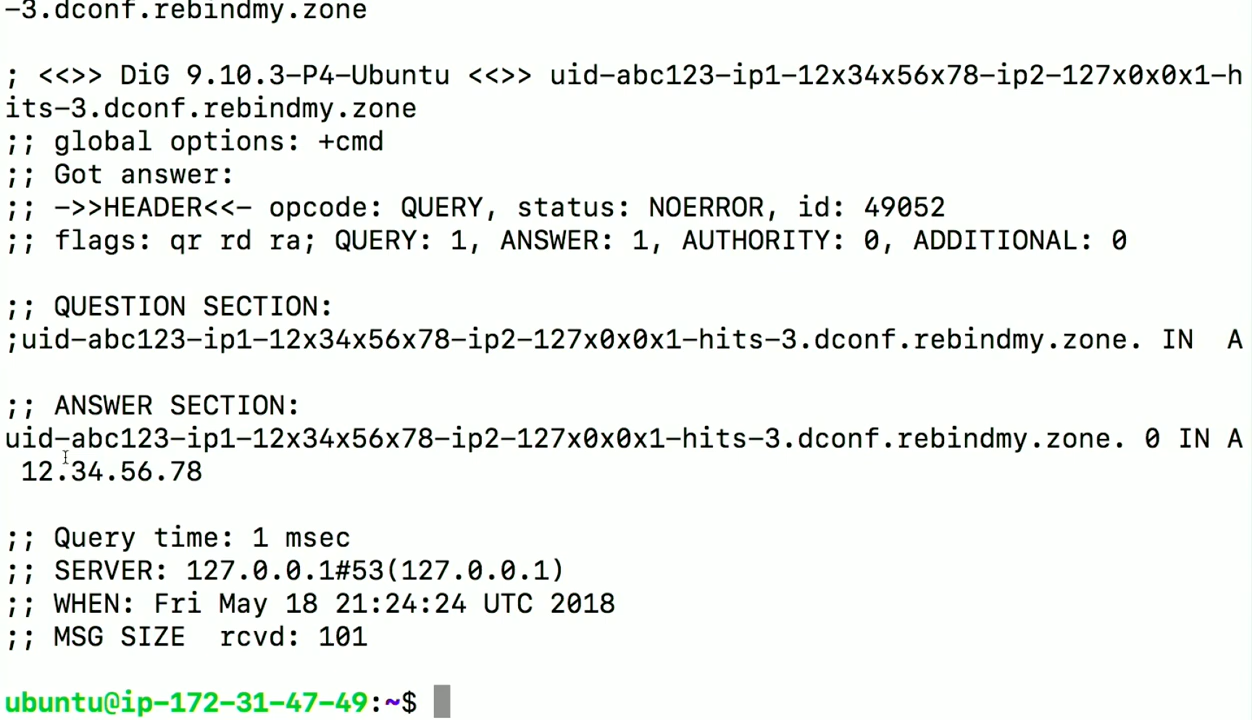 -3.dconf.rebindmy.zone
; <<>> DiG 9.10.3-P4-Ubuntu <<>> uid-abc123-ip1-12x34x56x78-ip2-127x0x0x1-h
its-3.dconf.rebindmy.zone
;; global options: +cmd
;; Got answer:
;; ->>HEADER<<- opcode: QUERY, status: NOERROR, id: 49052
;; flags: qr rd ra; QUERY: 1, ANSWER: 1, AUTHORITY: 0, ADDITIONAL: 0
;; QUESTION SECTION:
;uid-abc123-ip1-12x34x56x78-ip2-127x0x0x1-hits-3.dconf.rebindmy.zone. IN  A
;; ANSWER SECTION:
uid-abc123-ip1-12x34x56x78-ip2-127x0x0x1-hits-3.dconf.rebindmy.zone. 0 IN A
 12.34.56.78
;; Query time: 1 msec
;; SERVER: 127.0.0.1#53(127.0.0.1)
;; WHEN: Fri May 18 21:24:24 UTC 2018
;; MSG SIZE  rcvd: 101
ubuntu@ip-172-31-47-49:~$